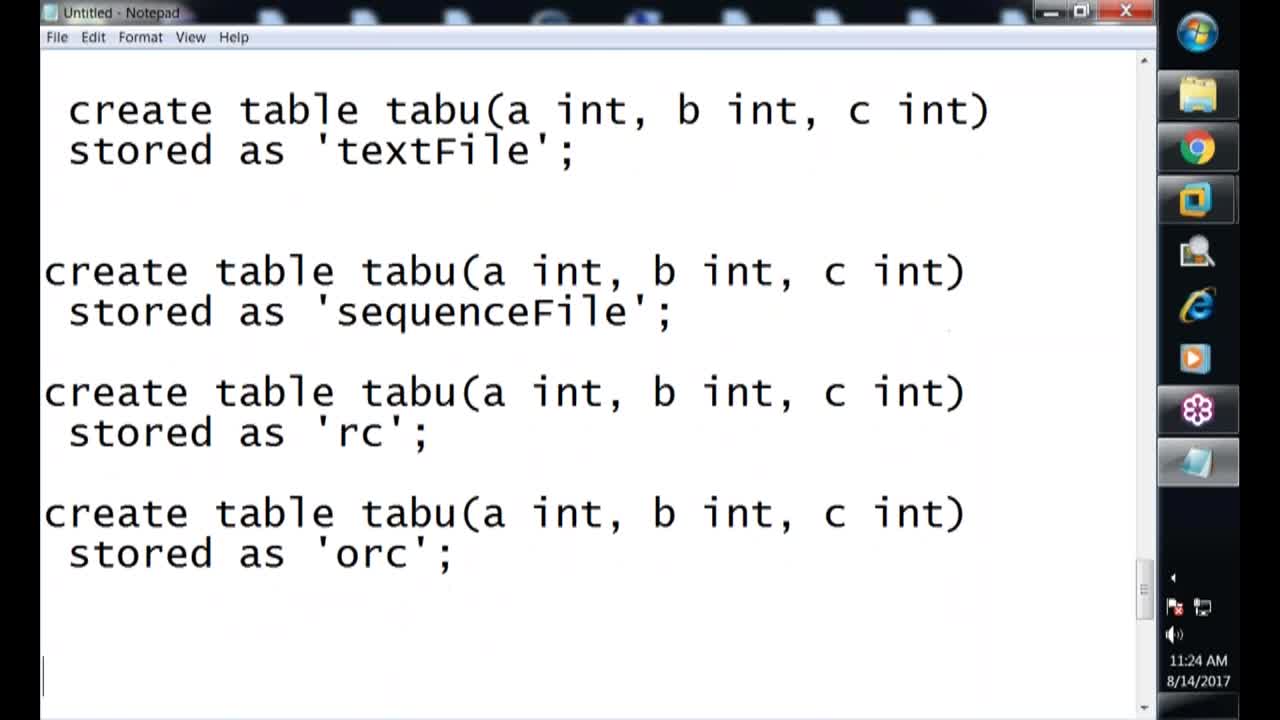 Untitled - Notepad
File Edit Format View Help
create table tabu(a int, b int, c int)
stored as 'textFile';
create table tabu(a int, b int, c int)
stored as 'sequenceFile';
create table tabu(a int, b int, c int)
stored as 'rc';
create table tabu(a int, b int, c int)
stored as 'orc';
11:24 AM
8/14/2017